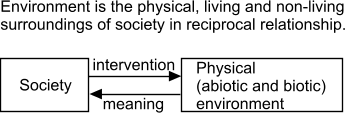 Environment is the physical, living and non-living
surroundings of society in reciprocal relationship.
intervention
Society
Physical
(abiotic and biotic)
environment
meaning